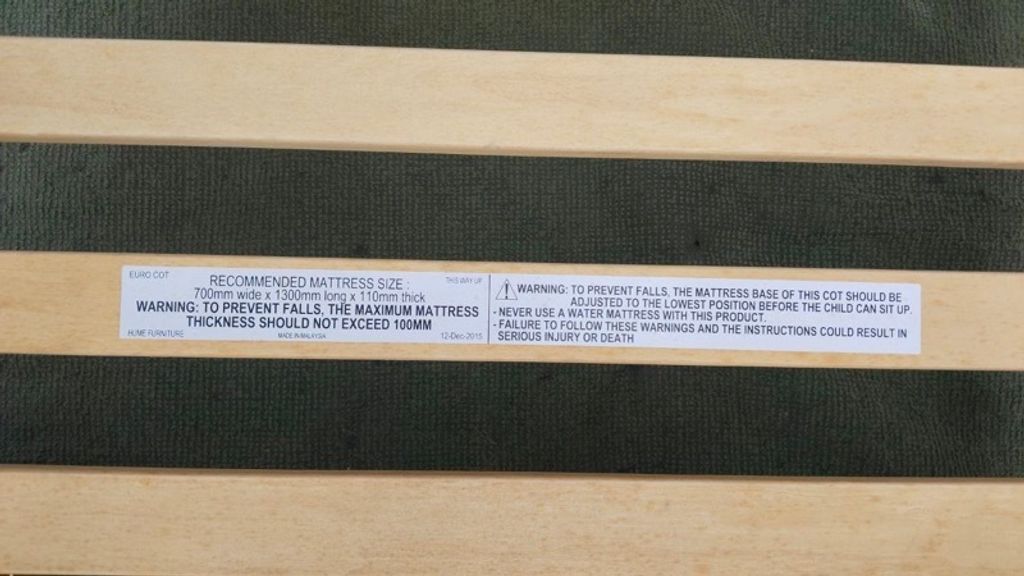 EURO COT
THIS WAY UP
RECOMMENDED MATTRESS SIZE :
700mm wide x 1300mm long x 110mm thick
WARNING: TO PREVENT FALLS, THE MAXIMUM MATTRESS
THICKNESS SHOULD NOT EXCEED 100MM
HUME FURNITURE
MADE IN MALAYSIA
12-Dec-2015
WARNING: TO PREVENT FALLS, THE MATTRESS BASE OF THIS COT SHOULD BE
ADJUSTED TO THE LOWEST POSITION BEFORE THE CHILD CAN SIT UP.
- NEVER USE A WATER MATTRESS WITH THIS PRODUCT.
- FAILURE TO FOLLOW THESE WARNINGS AND THE INSTRUCTIONS COULD RESULT IN
SERIOUS INJURY OR DEATH